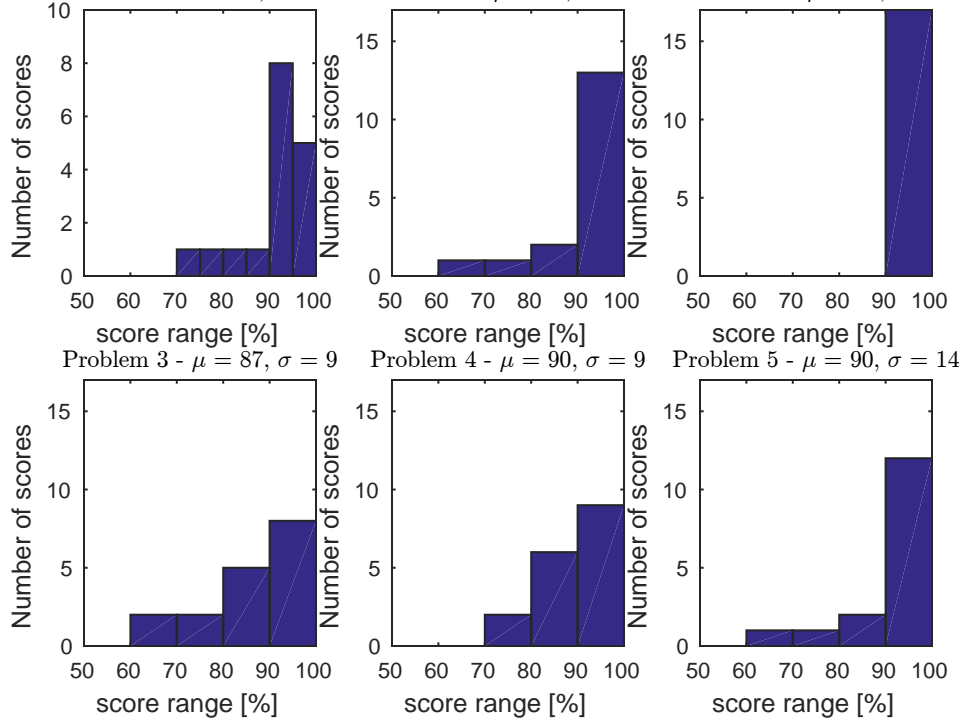 10
8
6
4
2
0
Number of scores
50 60 70 80 90 100
score range [%]
15
10
5
0
Number of scores
50 60 70 80 90 100
score range [%]
15
10
5
0
Number of scores
50 60 70 80 90 100
score range [%]
Problem 3 - μ = 87, σ = 9
15
10
5
0
Number of scores
50 60 70 80 90 100
score range [%]
Problem 4 - μ = 90, σ = 9
15
10
5
0
Number of scores
50 60 70 80 90 100
score range [%]
Problem 5 - μ = 90, σ = 14
15
10
5
0
Number of scores
50 60 70 80 90 100
score range [%]